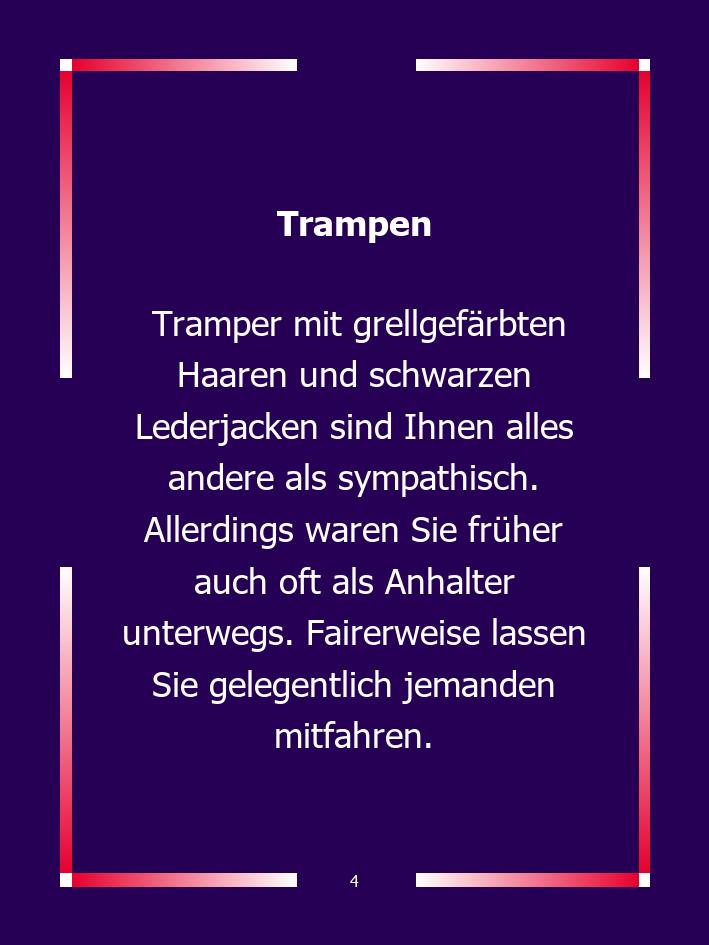 Trampen
Tramper mit grellgefärbten
Haaren und schwarzen
Lederjacken sind Ihnen alles
andere als sympathisch.
Allerdings waren Sie früher
auch oft als Anhalter
unterwegs. Fairerweise lassen
Sie gelegentlich jemanden
mitfahren.
4